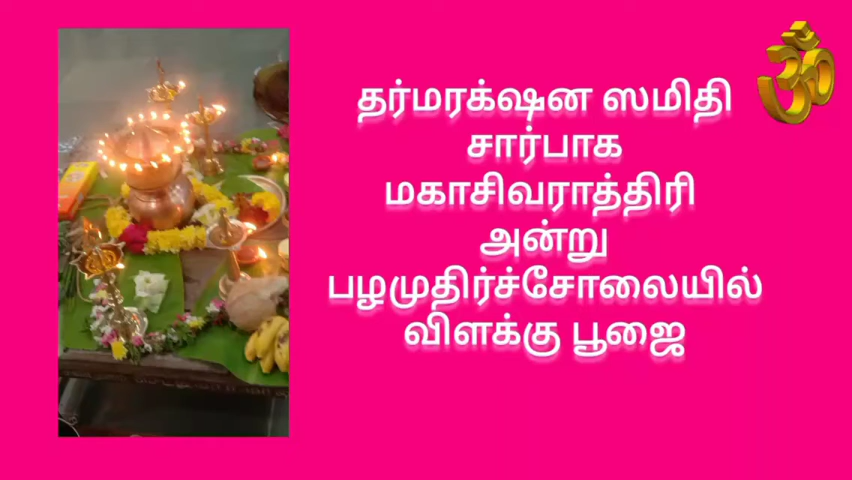 தர்மரக்ஷன ஸமிதி
சார்பாக
மகாசிவராத்திரி
அன்று
பழமுதிர்ச்சோலையில்
விளக்கு பூஜை
ॐ